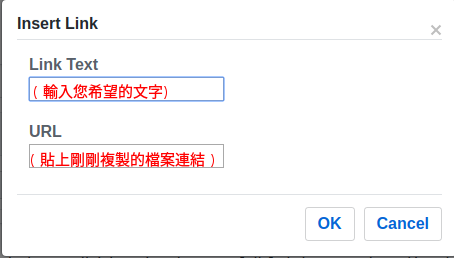 Insert Link
×
Link Text
( 輸入您希望的文字)
URL
( 貼上剛剛複製的檔案連結 )
OK
Cancel